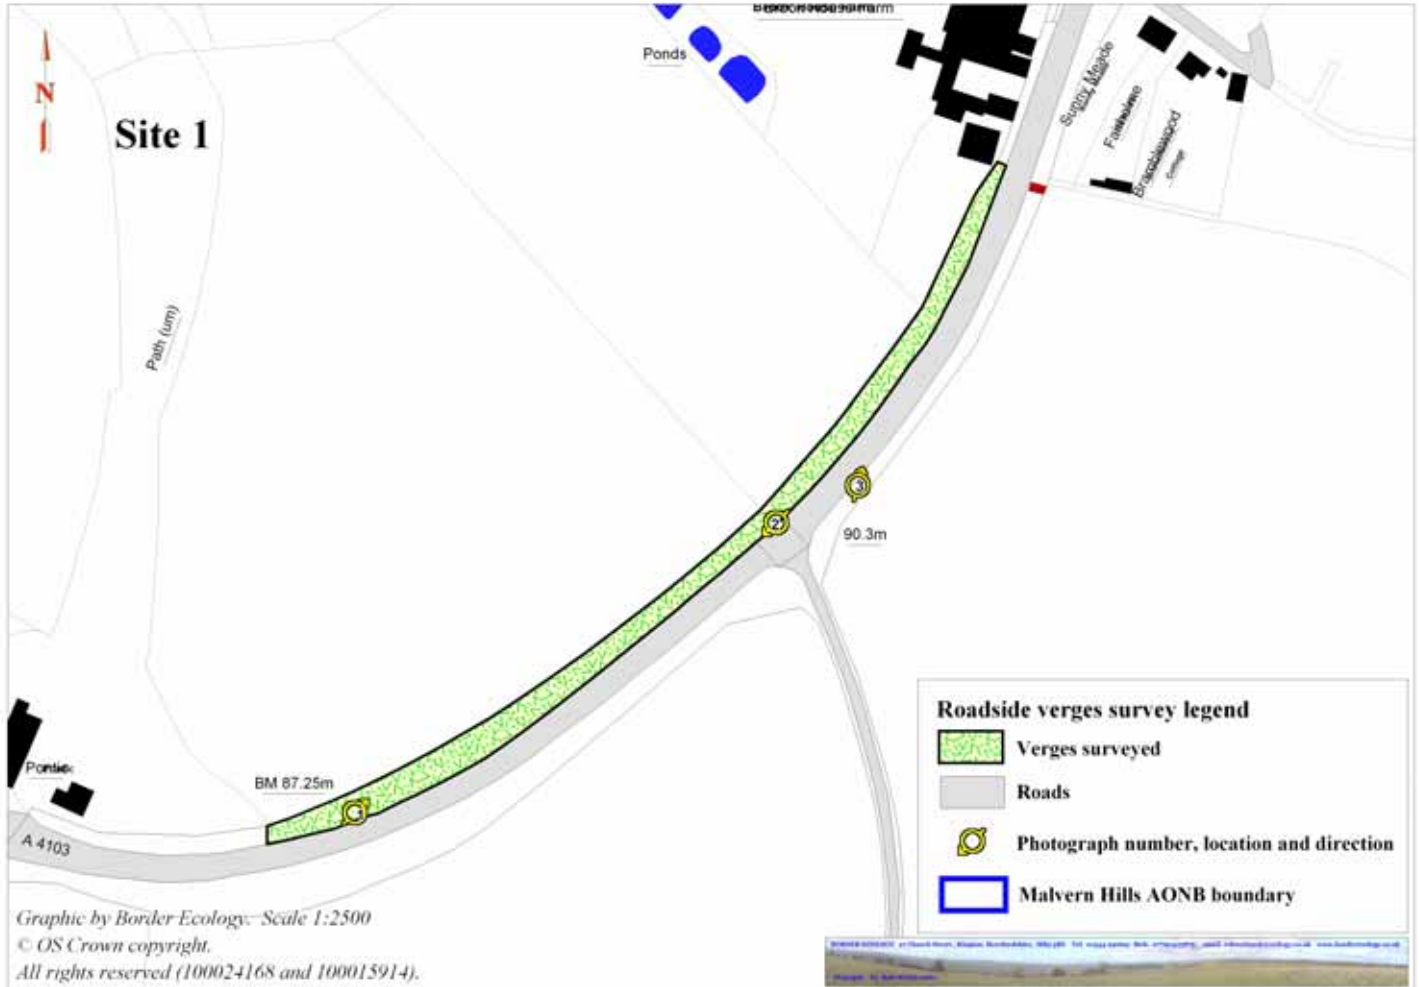 Ponds
N
Site 1
Sunny Meade
Bramblewood
Cottage
Path (um)
3
2
90.3m
BM 87.25m
1
A 4103
Roadside verges survey legend
Verges surveyed
Roads
Photograph number, location and direction
Malvern Hills AONB boundary
Graphic by Border Ecology. Scale 1:2500
© OS Crown copyright.
All rights reserved (100024168 and 100015914).